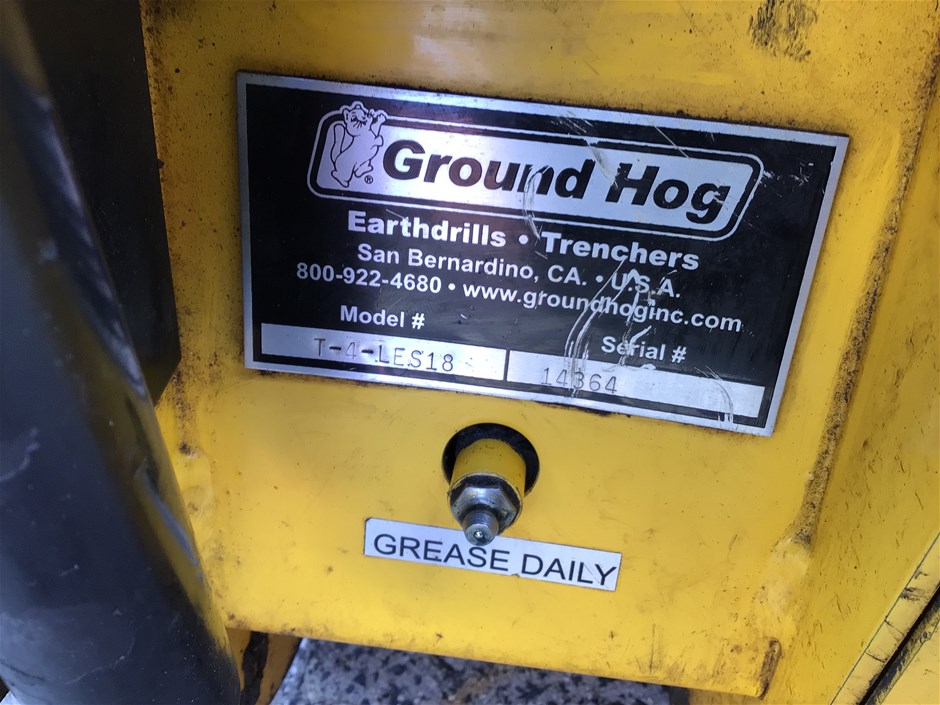 Ground Hog
®
Earthdrills • Trenchers
San Bernardino, CA. • U.S.A.
800-922-4680 • www.groundhoginc.com
Model # Serial #
T-4-LES18 14364
GREASE DAILY